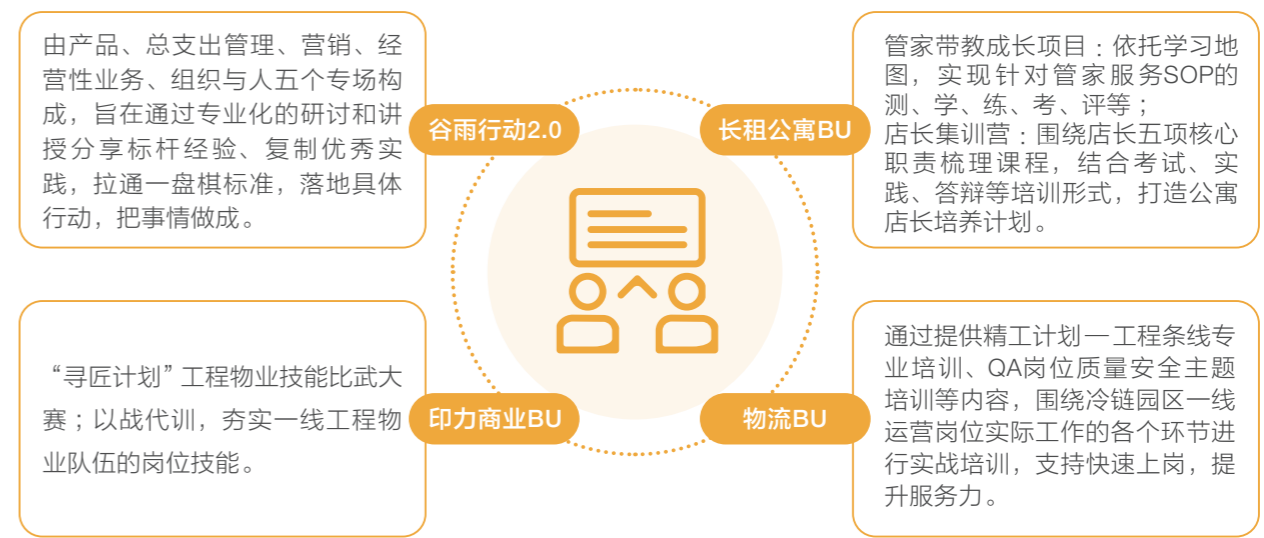 谷雨行动2.0
由产品、总支出管理、营销、经
营性业务、组织与人五个专场构
成，旨在通过专业化的研讨和讲
授分享标杆经验、复制优秀实
践，拉通一盘棋标准，落地具体
行动，把事情做成。
长租公寓BU
管家带教成长项目：依托学习地
图，实现针对管家服务SOP的
测、学、练、考、评等；
店长集训营：围绕店长五项核心
职责梳理课程，结合考试、实
践、答辩等培训形式，打造公寓
店长培养计划。
印力商业BU
“寻匠计划”工程物业技能比武大
赛；以战代训，夯实一线工程物
业队伍的岗位技能。
物流BU
通过提供精工计划—工程条线专
业培训、QA岗位质量安全主题
培训等内容，围绕冷链园区一线
运营岗位实际工作的各个环节进
行实战培训，支持快速上岗，提
升服务力。